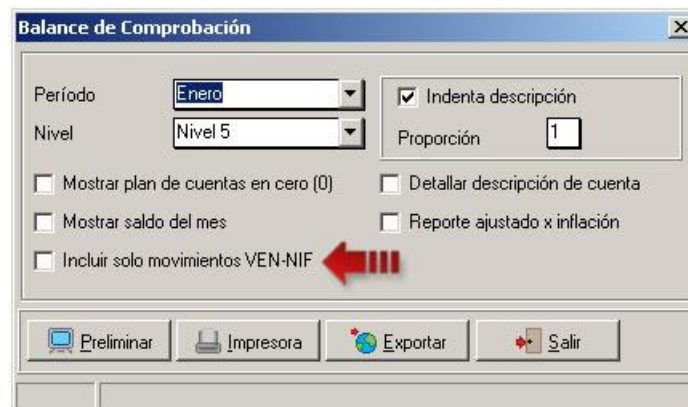 Balance de Comprobación
Período Enero
Nivel Nivel 5
Indenta descripción
Proporción 1
Mostrar plan de cuentas en cero (0) Detallar descripción de cuenta
Mostrar saldo del mes Reporte ajustado x inflación
Incluir solo movimientos VEN-NIF
Preliminar Impresora Exportar Salir